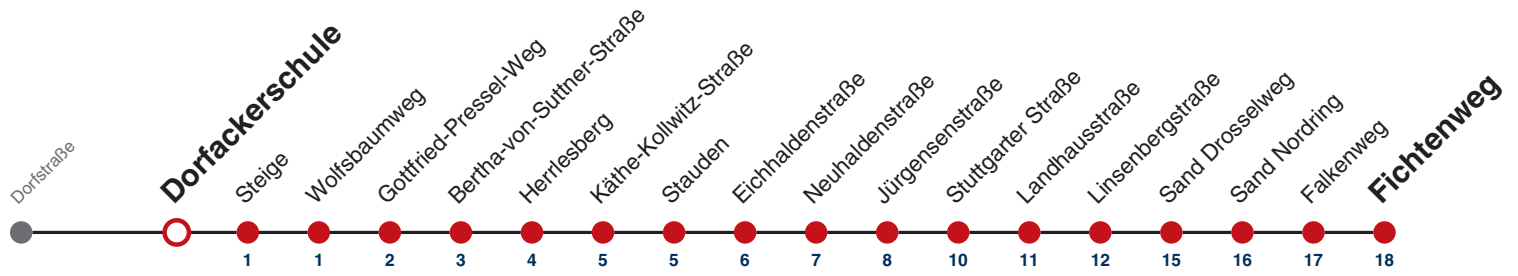 Dorfstraße
Dorfackerschule
Steige
Wolfsbaumweg
Gottfried-Pressel-Weg
Bertha-von-Suttner-Straße
Herrlesberg
Käthe-Kollwitz-Straße
Stauden
Eichhaldenstraße
Neuhaldenstraße
Jürgensenstraße
Stuttgarter Straße
Landhausstraße
Linsenbergstraße
Sand Drosselweg
Sand Nordring
Falkenweg
Fichtenweg
1 1 2 3 4 5 5 6 7 8 10 11 12 15 16 17 18